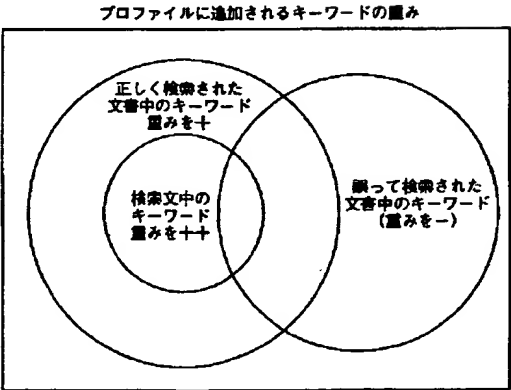 プロファイルに追加されるキーワードの重み
正しく検索された
文書中のキーワード
重みを＋
検索文中の
キーワード
重みを＋＋
誤って検索された
文書中のキーワード
(重みをー)